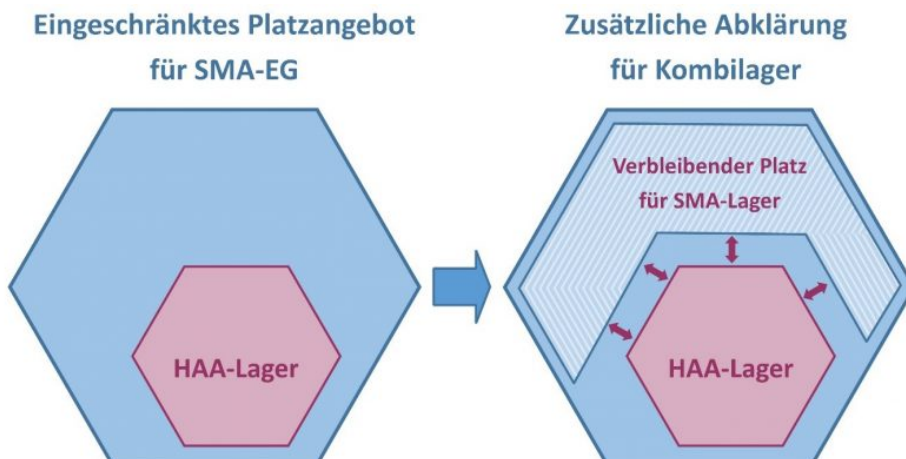 Eingeschränktes Platzangebot
für SMA-EG
Zusätzliche Abklärung
für Kombilager
HAA-Lager
Verbleibender Platz
für SMA-Lager
HAA-Lager